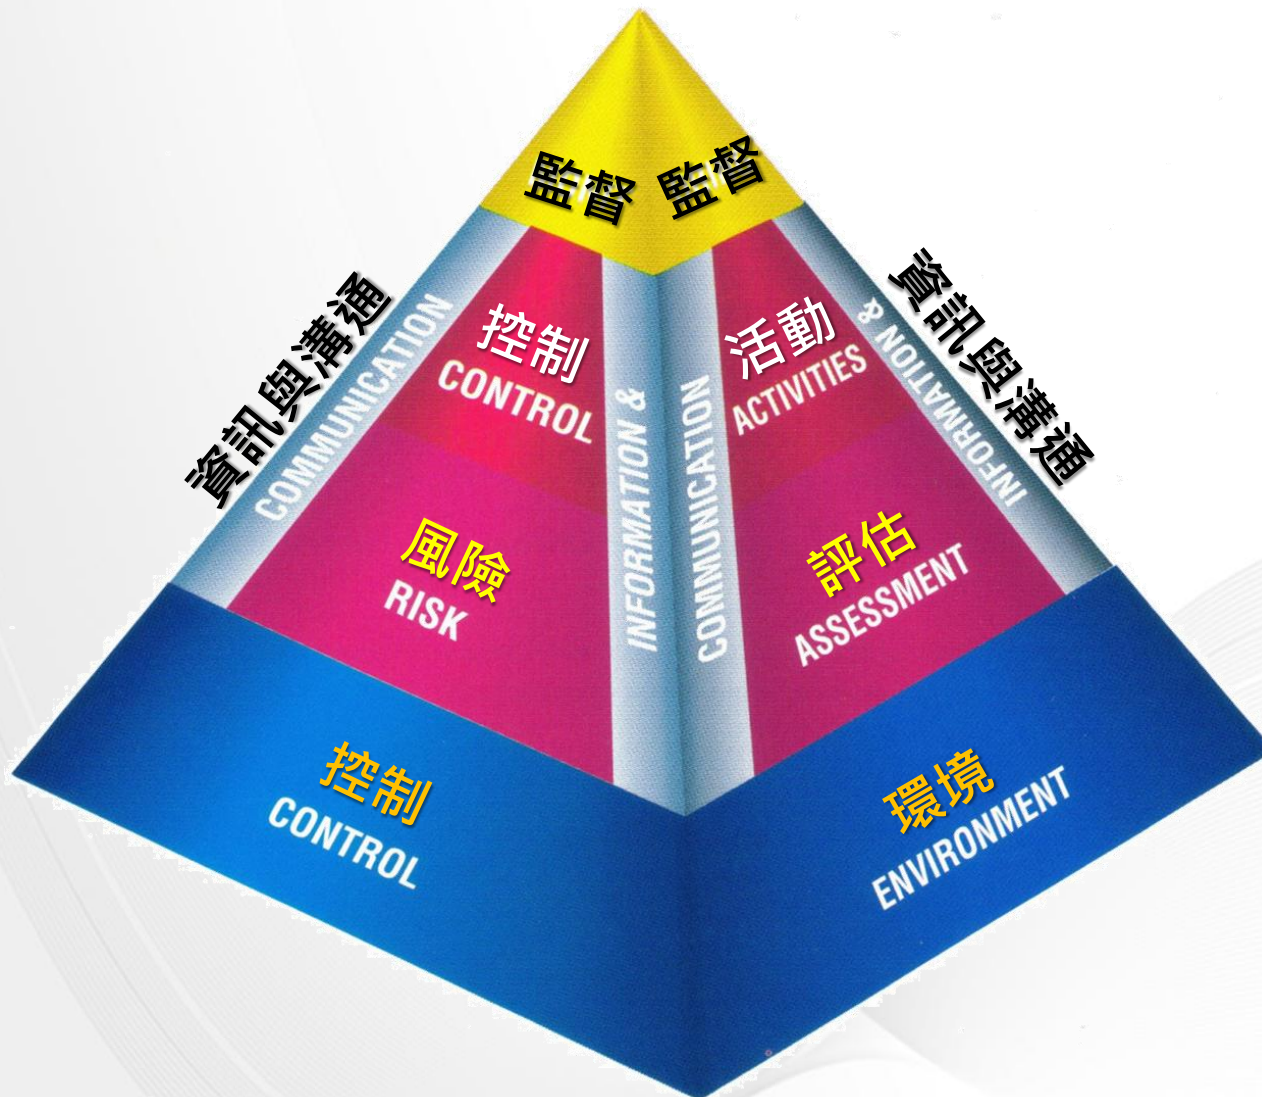 監督 監督
資訊與溝通
COMMUNICATION
控制
CONTROL
INFORMATION &
COMMUNICATION
活動
ACTIVITIES
INFORMATION &
資訊與溝通
風險
RISK
評估
ASSESSMENT
控制
CONTROL
環境
ENVIRONMENT